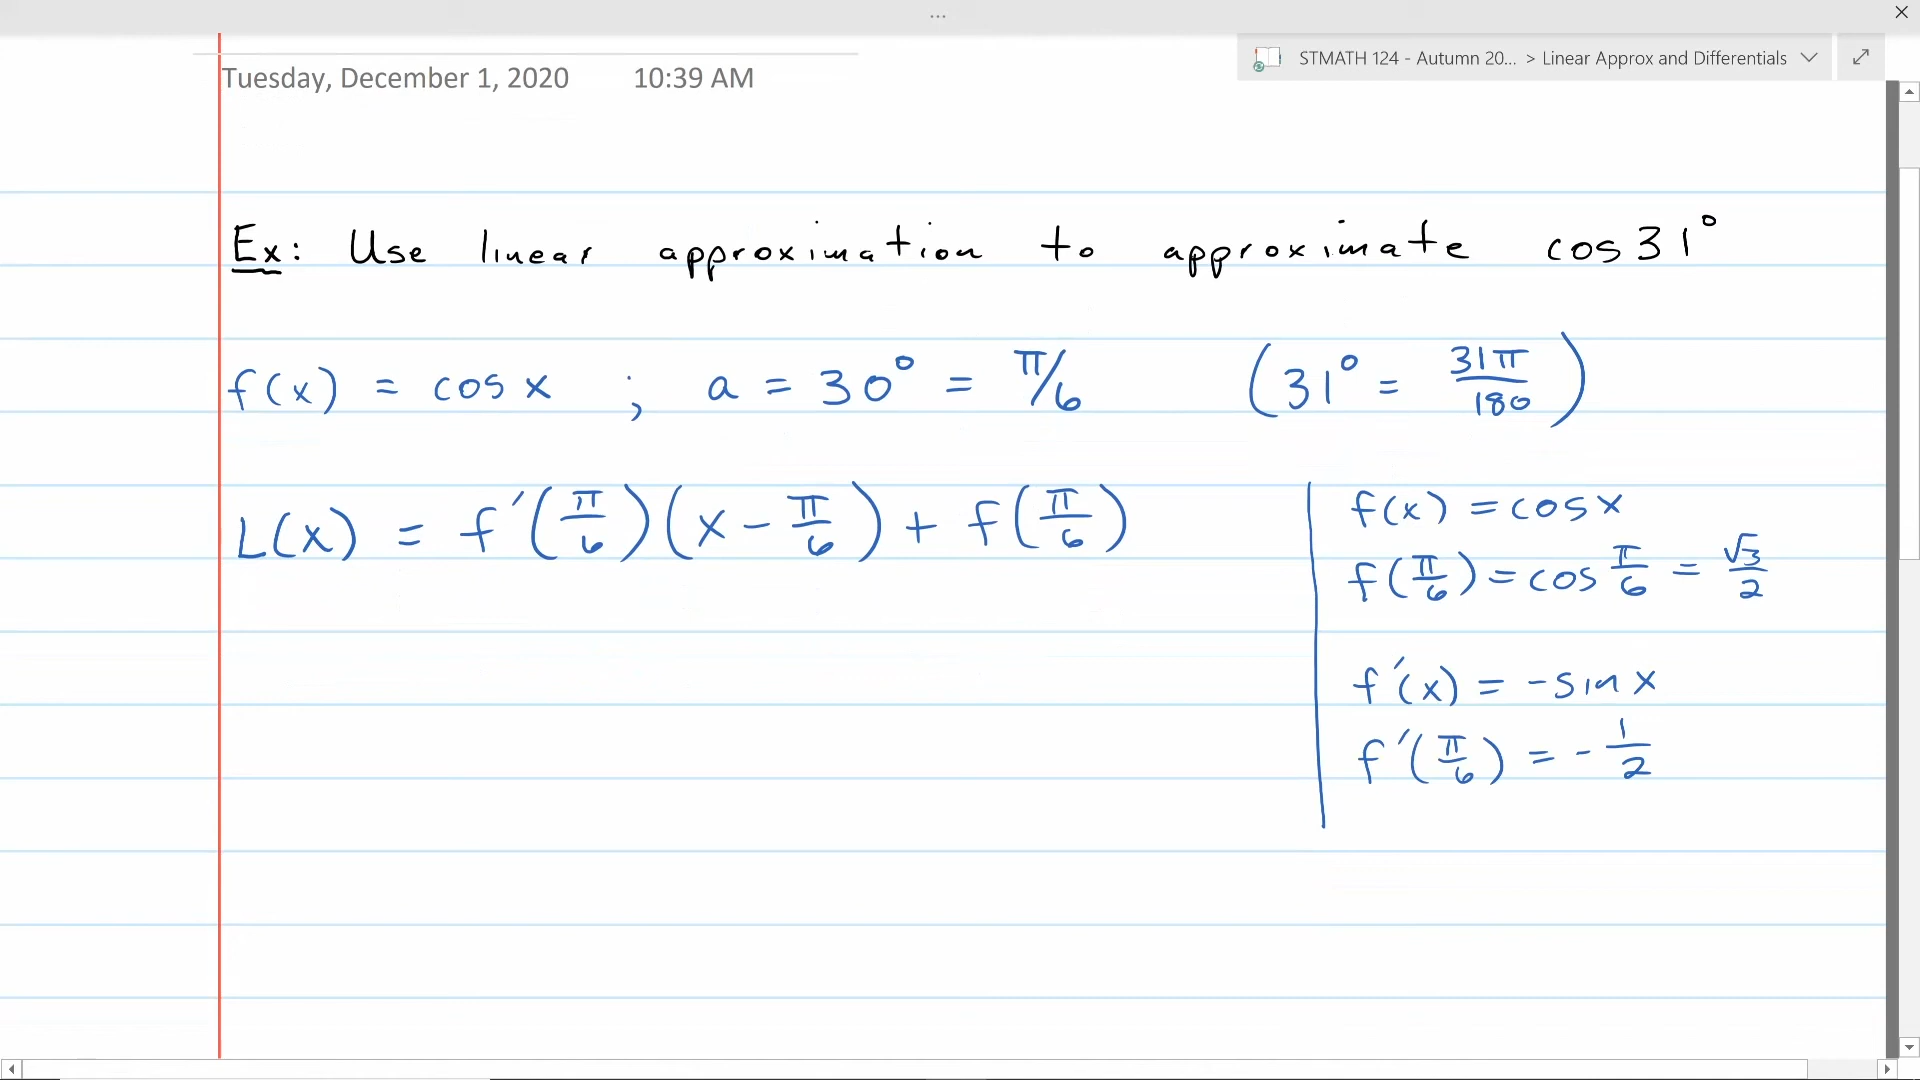 ...
STMATH 124 - Autumn 20... > Linear Approx and Differentials
Tuesday, December 1, 2020 10:39 AM
Ex: Use linear approximation to approximate cos 31°
f(x) = cos x ; a = 30° = π/6 (31° = 31π/180)
L(x) = f'(π/6)(x - π/6) + f(π/6)
f(x) = cos x
f(π/6) = cos π/6 = √3/2
f'(x) = -sin x
f'(π/6) = -1/2